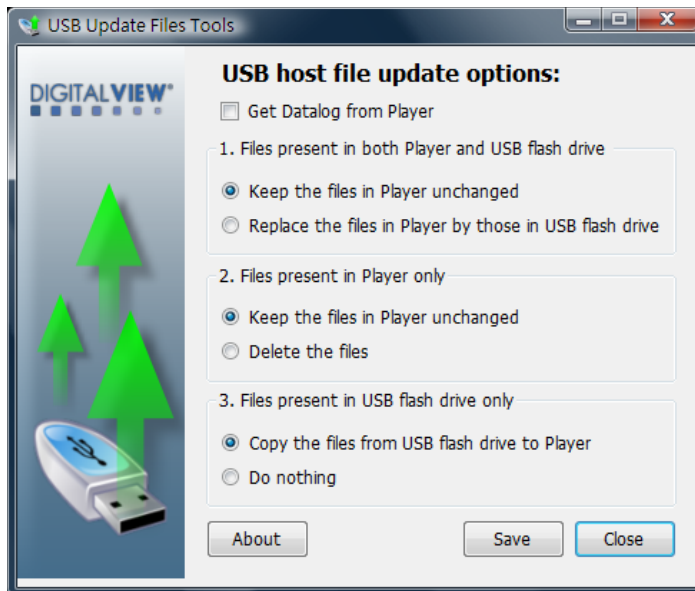 USB Update Files Tools
DIGITALVIEW®
USB host file update options:
Get Datalog from Player
1. Files present in both Player and USB flash drive
Keep the files in Player unchanged
Replace the files in Player by those in USB flash drive
2. Files present in Player only
Keep the files in Player unchanged
Delete the files
3. Files present in USB flash drive only
Copy the files from USB flash drive to Player
Do nothing
About Save Close